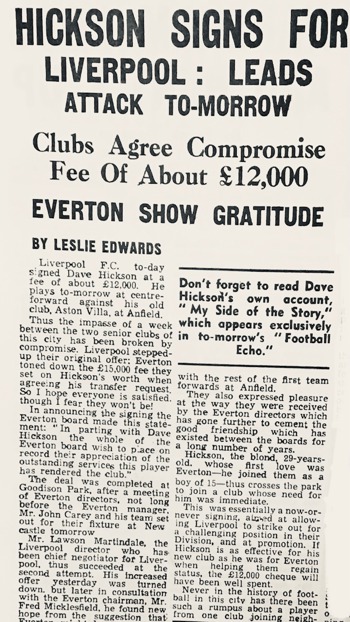 HICKSON SIGNS FOR
LIVERPOOL : LEADS
ATTACK TO-MORROW
Clubs Agree Compromise
Fee Of About £12,000
EVERTON SHOW GRATITUDE
BY LESLIE EDWARDS
Liverpool F.C. to-day
signed Dave Hickson at a
fee of about £12,000. He
plays to-morrow at centre-
forward against his old
club, Aston Villa, at Anfield.
Thus the impasse of a week
between the two senior clubs of
this city has been broken by
compromise. Liverpool stepped-
up their original offer; Everton
toned down the £15,000 fee they
set on Hickson's worth when
agreeing his transfer request.
So I hope everyone is satisfied,
though I fear they won't be!
In announcing the signing the
Everton board made this state-
ment: "In parting with Dave
Hickson the whole of the
Everton board wish to place on
record their appreciation of the
outstanding services this player
has rendered the club."
The deal was completed at
Goodison Park, after a meeting
of Everton directors, not long
before the Everton manager,
Mr. John Carey and his team set
out for their fixture at New
castle tomorrow
Mr. Lawson Martindale, the
Liverpool director who has
been chief negotiator for Liver-
pool, thus succeeded at the
second attempt. His increased
offer yesterday was turned
down, but later in consultation
with the Everton chairman, Mr.
Fred Micklesfield, he found new
hope from the suggestion that
Don't forget to read Dave
Hickson's own account,
"My Side of the Story,"
which appears exclusively
in to-morrow's "Football
Echo."
with the rest of the first team
forwards at Anfield.
They also expressed pleasure
at the way they were received
by the Everton directors which
has gone further to cement the
good friendship which has
existed between the boards for
a long number of years.
Hickson, the blond, 29-years-
old, whose first love was
Everton—he joined them as a
boy of 15—thus crosses the park
to join a club whose need for
him was immediate.
This was essentially a now-or-
never signing, aimed at allow-
ing Liverpool to strike out for
a challenging position in their
Division, and at promotion. If
Hickson is as effective for his
new club as he was for Everton
when helping them regain
status, the £12,000 cheque will
have been well spent.
Never in the history of foot-
ball in this city has there been
such a rumpus about a player
from one club joining neigh-